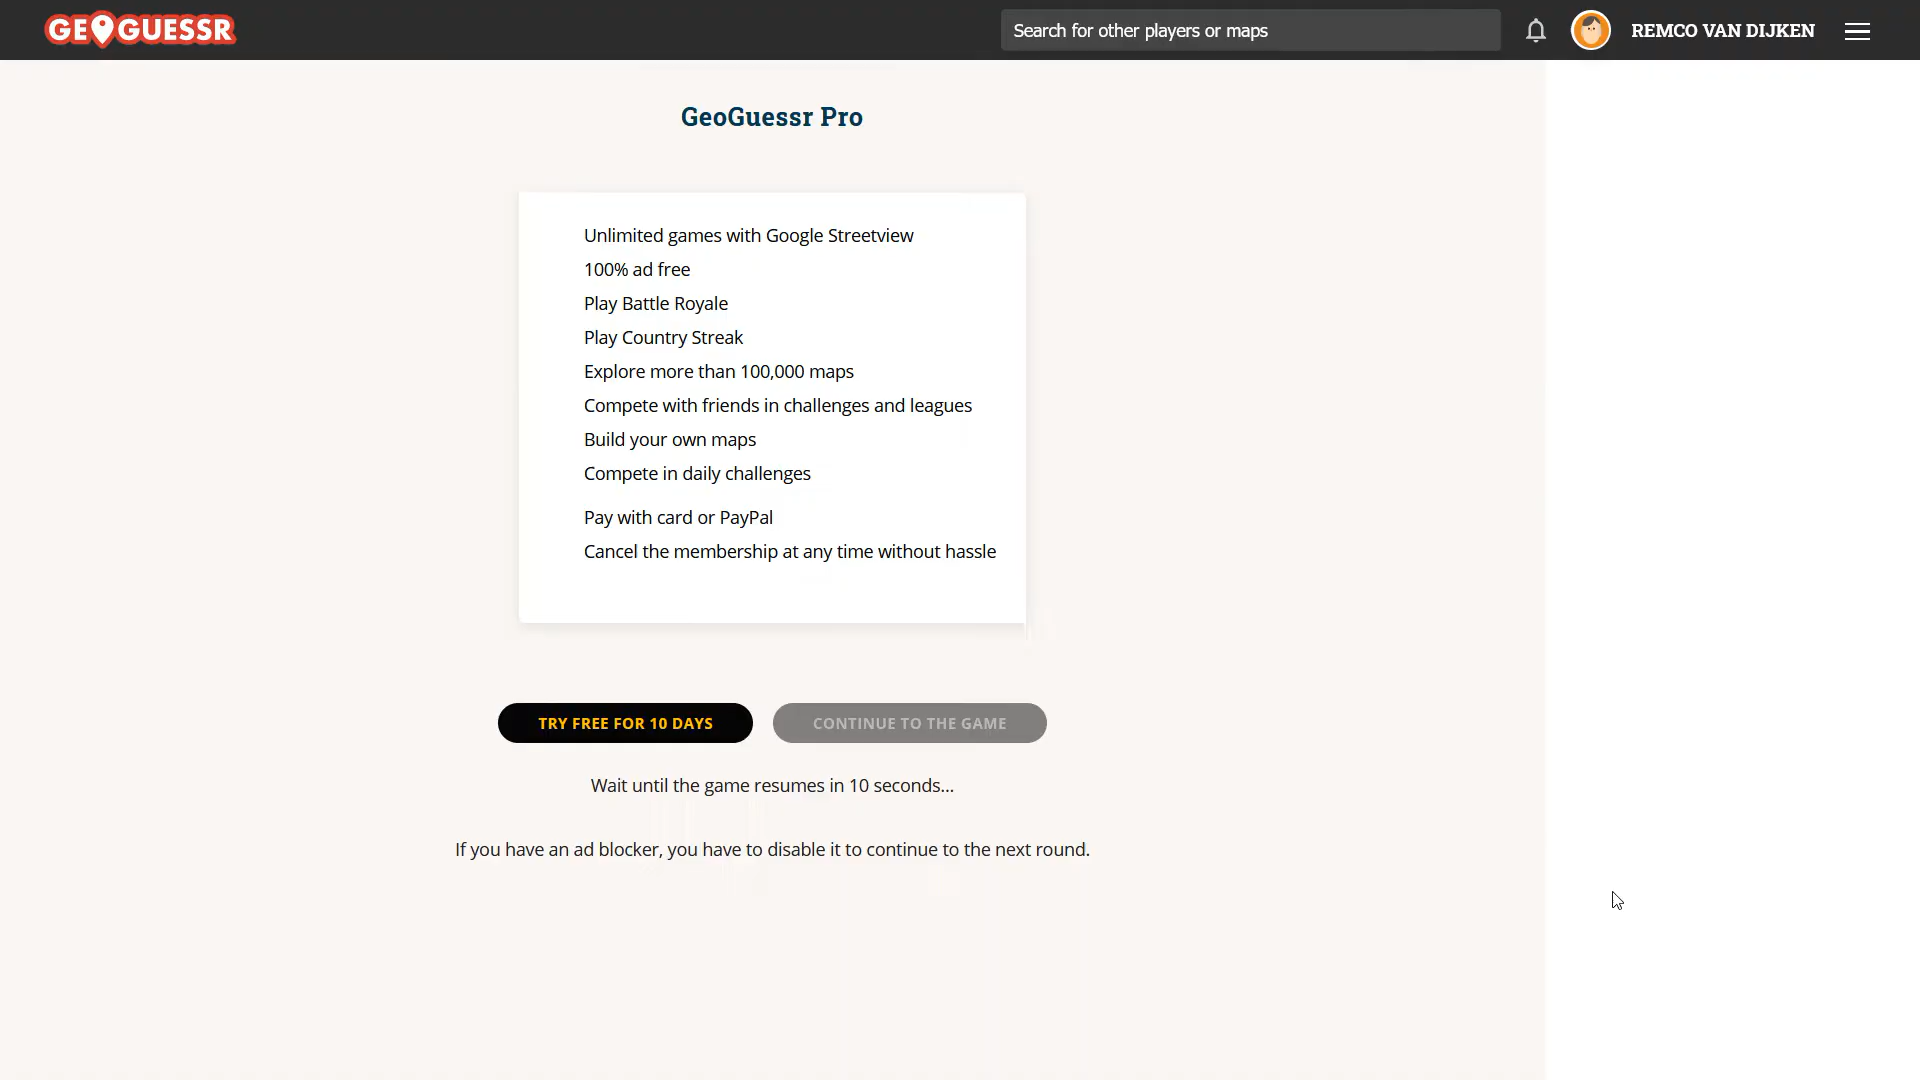 GEOGUESSR
Search for other players or maps
REMCO VAN DIJKEN
GeoGuessr Pro
Unlimited games with Google Streetview
100% ad free
Play Battle Royale
Play Country Streak
Explore more than 100,000 maps
Compete with friends in challenges and leagues
Build your own maps
Compete in daily challenges
Pay with card or PayPal
Cancel the membership at any time without hassle
TRY FREE FOR 10 DAYS
CONTINUE TO THE GAME
Wait until the game resumes in 10 seconds...
If you have an ad blocker, you have to disable it to continue to the next round.